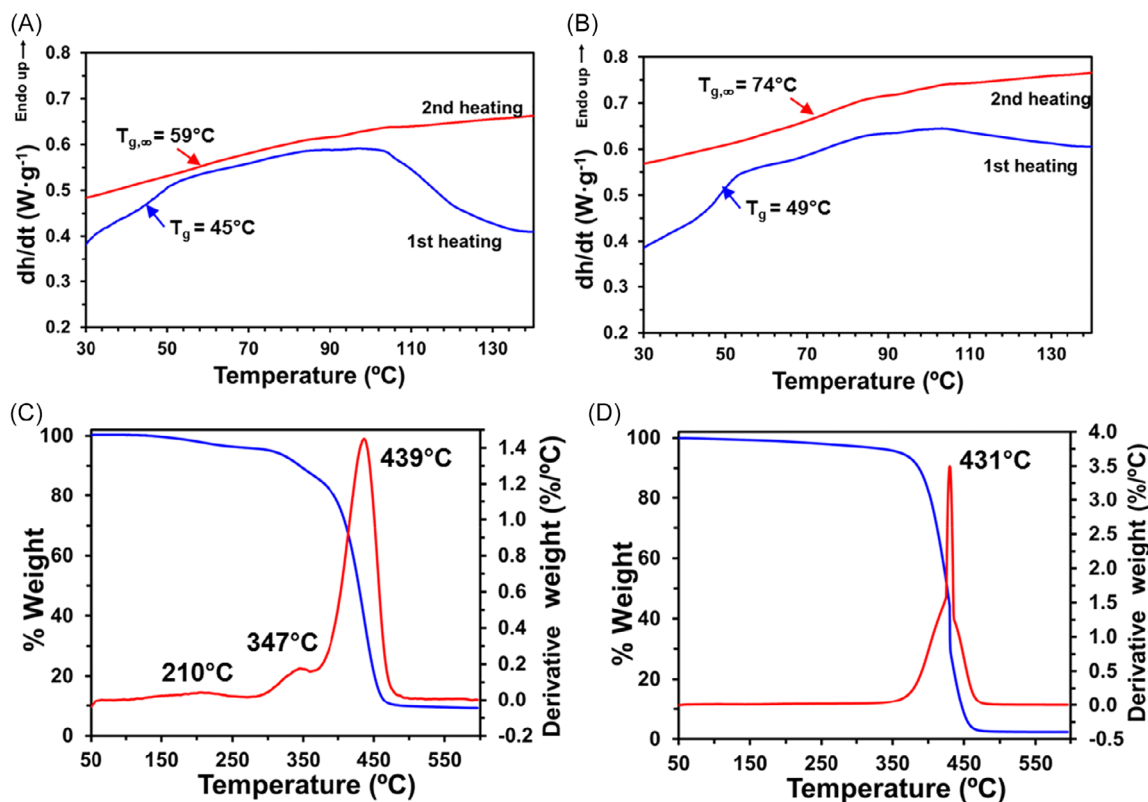 (A)
Endo up →
dh/dt (W·g⁻¹)
0.8
0.7
0.6
0.5
0.4
0.3
0.2
2nd heating
Tg,∞ = 59°C
Tg = 45°C
1st heating
30 50 70 90 110 130
Temperature (ºC)
(B)
Endo up →
dh/dt (W·g⁻¹)
0.8
0.7
0.6
0.5
0.4
0.3
0.2
Tg,∞ = 74°C
2nd heating
1st heating
Tg = 49°C
30 50 70 90 110 130
Temperature (ºC)
(C)
% Weight
100
80
60
40
20
0
439°C
347°C
210°C
1.4
1.2
1.0
0.8
0.6
0.4
0.2
0.0
-0.2
Derivative weight (%/ºC)
50 150 250 350 450 550
Temperature (ºC)
(D)
% Weight
100
80
60
40
20
0
431°C
4.0
3.5
3.0
2.5
2.0
1.5
1.0
0.5
0.0
-0.5
Derivative weight (%/ºC)
50 150 250 350 450 550
Temperature (ºC)